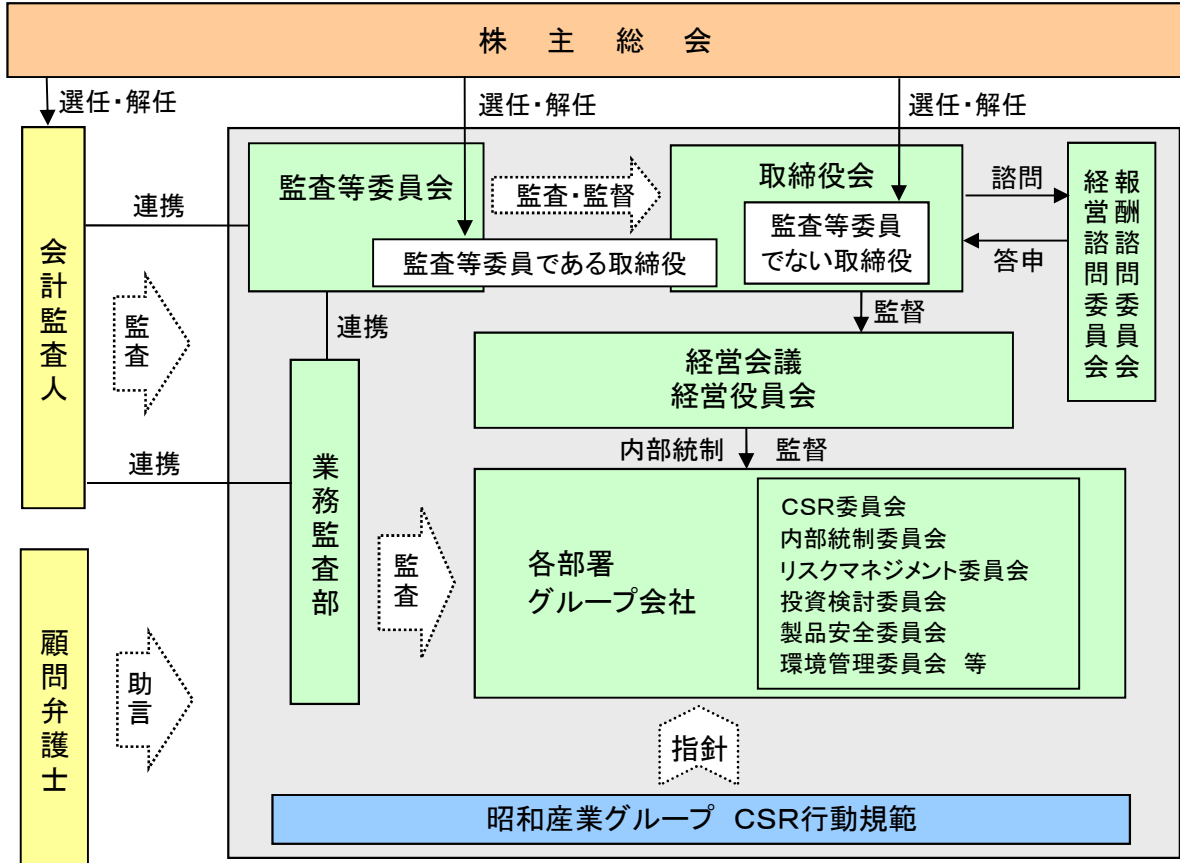 株主総会
選任・解任
選任・解任
選任・解任
会計監査人
連携
監査
連携
顧問弁護士
助言
監査等委員会
監査・監督
監査等委員である取締役
取締役会
監査等委員
でない取締役
諮問
答申
報酬諮問委員会
経営諮問委員会
連携
監督
経営会議
経営役員会
内部統制
監督
業務監査部
監査
各部署
グループ会社
CSR委員会
内部統制委員会
リスクマネジメント委員会
投資検討委員会
製品安全委員会
環境管理委員会 等
指針
昭和産業グループ CSR行動規範